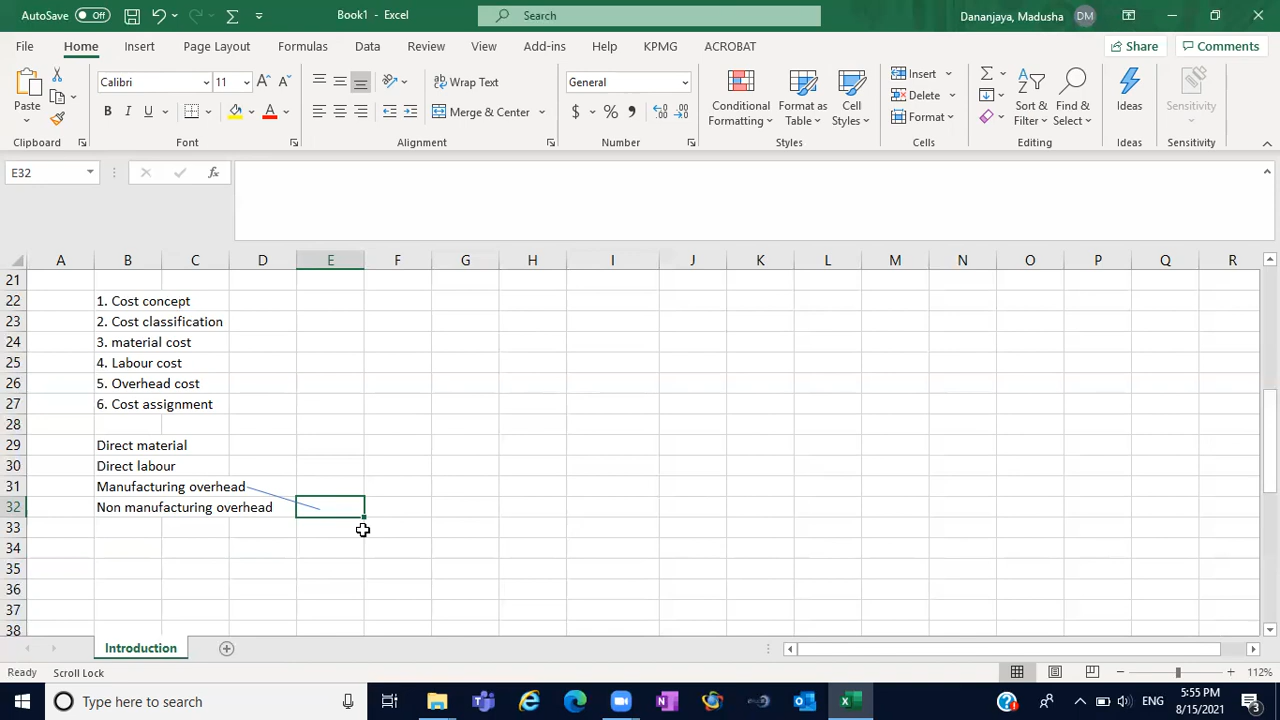 AutoSave Off Book1 - Excel Search Dananjaya, Madusha DM
File Home Insert Page Layout Formulas Data Review View Add-ins Help KPMG ACROBAT Share Comments
Paste Calibri 11 Wrap Text General Conditional Formatting Format as Table Cell Styles Insert Sort & Filter Find & Select Ideas Sensitivity
B I U A Merge & Center $ % , Delete Format
Clipboard Font Alignment Number Styles Cells Editing Ideas Sensitivity
E32 fx
A B C D E F G H I J K L M N O P Q R
21
22 1. Cost concept
23 2. Cost classification
24 3. material cost
25 4. Labour cost
26 5. Overhead cost
27 6. Cost assignment
28
29 Direct material
30 Direct labour
31 Manufacturing overhead
32 Non manufacturing overhead
33
34
35
36
37
38
Introduction
Ready Scroll Lock 112%
Type here to search ENG 5:55 PM
8/15/2021 3